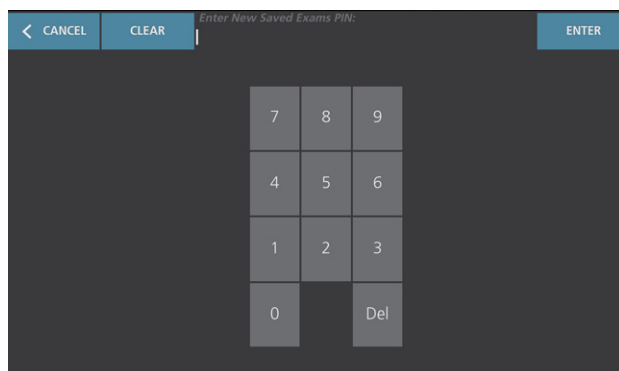 Enter New Saved Exams PIN:
CANCEL CLEAR ENTER
7 8 9
4 5 6
1 2 3
0 Del